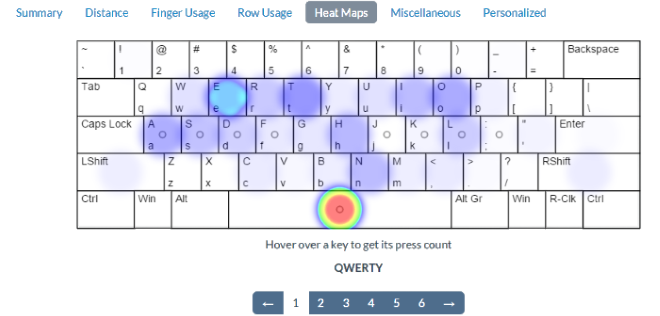 Summary Distance Finger Usage Row Usage Heat Maps Miscellaneous Personalized
~ ! @ # $ % ^ & * ( ) _ + Backspace
` 1 2 3 4 5 6 7 8 9 0 - =
Tab Q W E R T Y U I O P { } |
q w e r t y u i o p [ ] \
Caps Lock A S D F G H J K L : " Enter
a s d f g h j k l ; '
LShift Z X C V B N M < > ? RShift
z x c v b n m , . /
Ctrl Win Alt Alt Gr Win R-Clk Ctrl
Hover over a key to get its press count
QWERTY
← 1 2 3 4 5 6 →